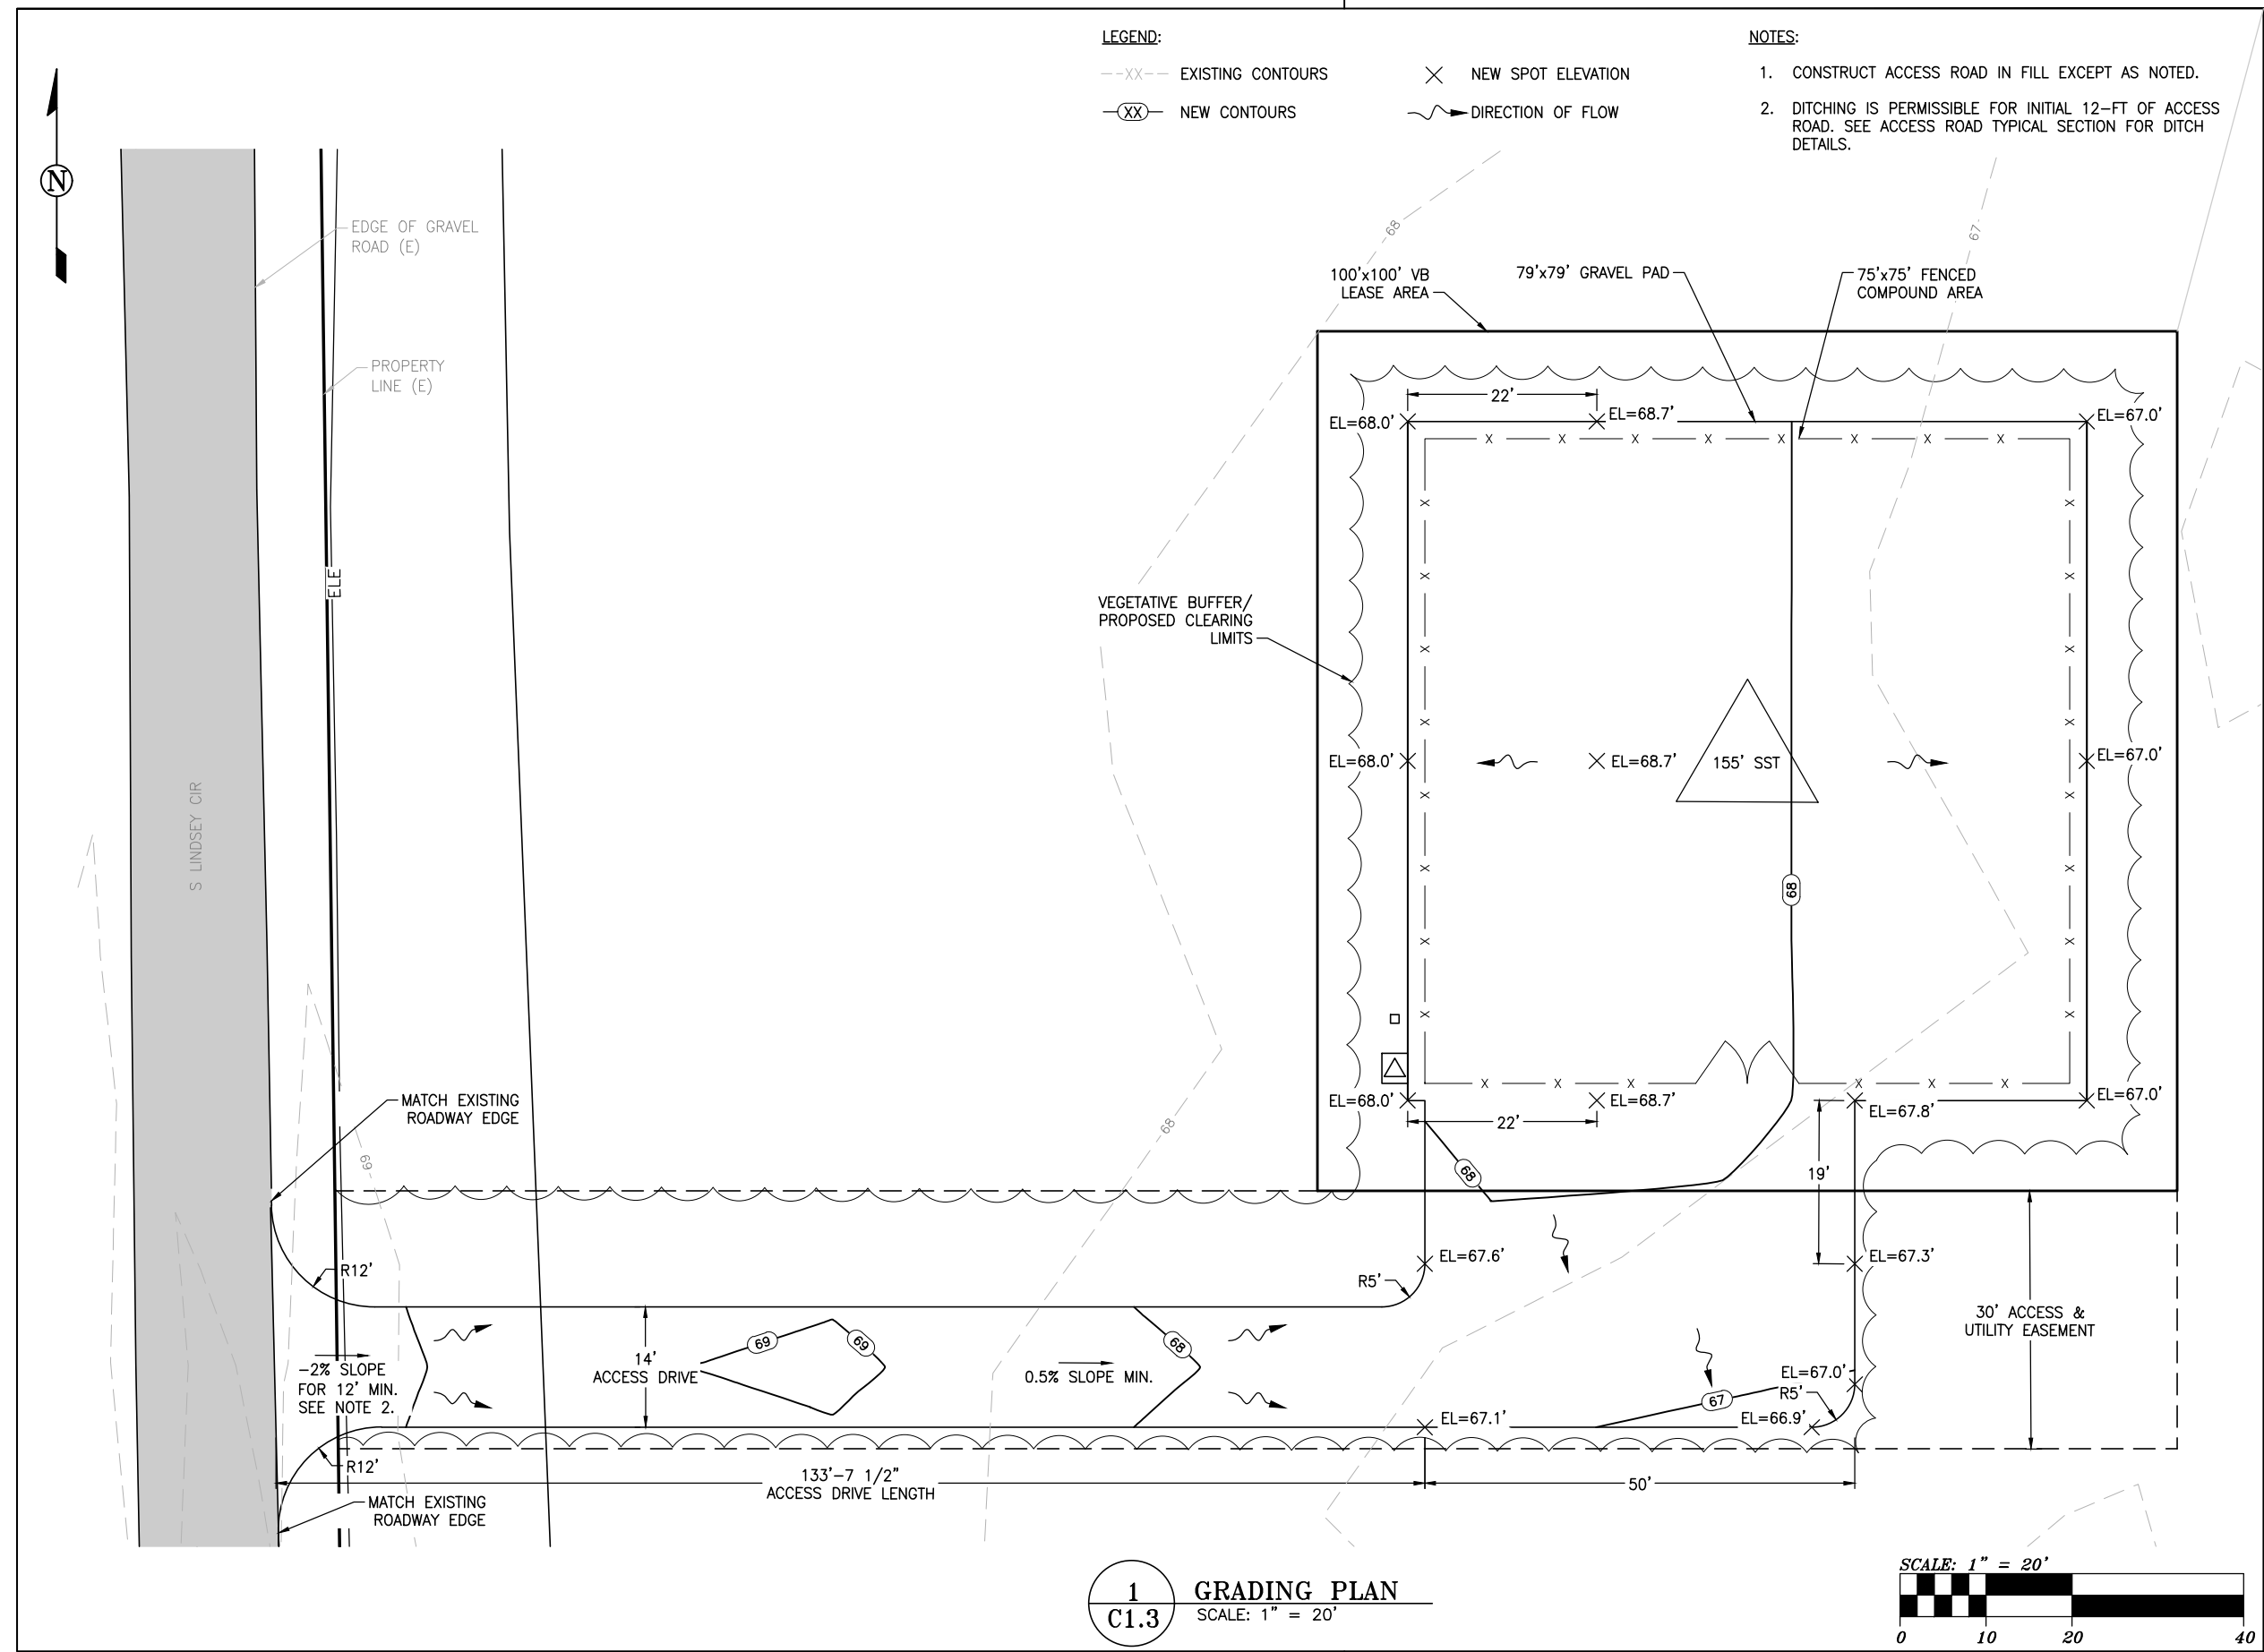 LEGEND:
--XX-- EXISTING CONTOURS
NEW SPOT ELEVATION
XX NEW CONTOURS
DIRECTION OF FLOW
NOTES:
1. CONSTRUCT ACCESS ROAD IN FILL EXCEPT AS NOTED.
2. DITCHING IS PERMISSIBLE FOR INITIAL 12-FT OF ACCESS
ROAD. SEE ACCESS ROAD TYPICAL SECTION FOR DITCH
DETAILS.
N
EDGE OF GRAVEL
ROAD (E)
68
67
100'x100' VB
LEASE AREA
79'x79' GRAVEL PAD
75'x75' FENCED
COMPOUND AREA
PROPERTY
LINE (E)
22'
EL=68.0'
EL=68.7'
EL=67.0'
ELE
VEGETATIVE BUFFER/
PROPOSED CLEARING
LIMITS
S LINDSEY CIR
EL=68.0'
EL=68.7'
155' SST
EL=67.0'
68
MATCH EXISTING
ROADWAY EDGE
EL=68.0'
EL=68.7'
EL=67.8'
EL=67.0'
22'
68
69
68
19'
EL=67.6'
EL=67.3'
R12'
R5'
30' ACCESS &
UTILITY EASEMENT
-2% SLOPE
FOR 12' MIN.
SEE NOTE 2.
14'
ACCESS DRIVE
69
69
0.5% SLOPE MIN.
68
EL=67.0'
R5'
67
EL=67.1'
EL=66.9'
R12'
133'-7 1/2"
ACCESS DRIVE LENGTH
50'
MATCH EXISTING
ROADWAY EDGE
1
C1.3
GRADING PLAN
SCALE: 1" = 20'
SCALE: 1" = 20'
0 10 20 40